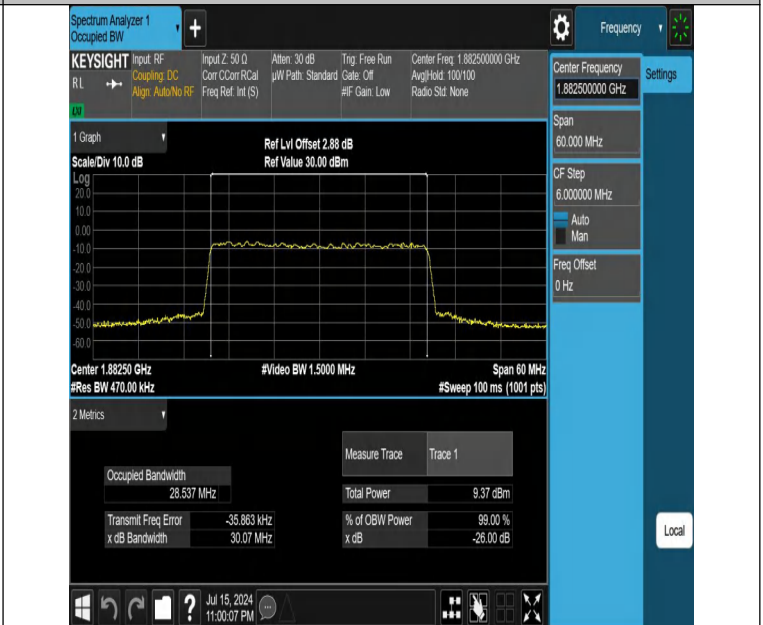 Spectrum Analyzer 1
Occupied BW
+
Frequency
KEYSIGHT
RL
Input: RF
Coupling: DC
Align: Auto/No RF
Input Z: 50 Ω
Corr CCorr RCal
Freq Ref: Int (S)
Atten: 30 dB
µW Path: Standard
Trig: Free Run
Gate: Off
#IF Gain: Low
Center Freq: 1.882500000 GHz
Avg|Hold: 100/100
Radio Std: None
LXI
Center Frequency
1.882500000 GHz
Settings
Span
60.000 MHz
CF Step
6.000000 MHz
Auto
Man
Freq Offset
0 Hz
Local
1 Graph
Scale/Div 10.0 dB
Ref Lvl Offset 2.88 dB
Ref Value 30.00 dBm
Log
20.0
10.0
0.00
-10.0
-20.0
-30.0
-40.0
-50.0
-60.0
Center 1.88250 GHz
#Video BW 1.5000 MHz
Span 60 MHz
#Res BW 470.00 kHz
#Sweep 100 ms (1001 pts)
2 Metrics
Measure Trace
Trace 1
Occupied Bandwidth
28.537 MHz
Total Power
9.37 dBm
Transmit Freq Error
-35.863 kHz
% of OBW Power
99.00 %
x dB Bandwidth
30.07 MHz
x dB
-26.00 dB
?
Jul 15, 2024
11:00:07 PM